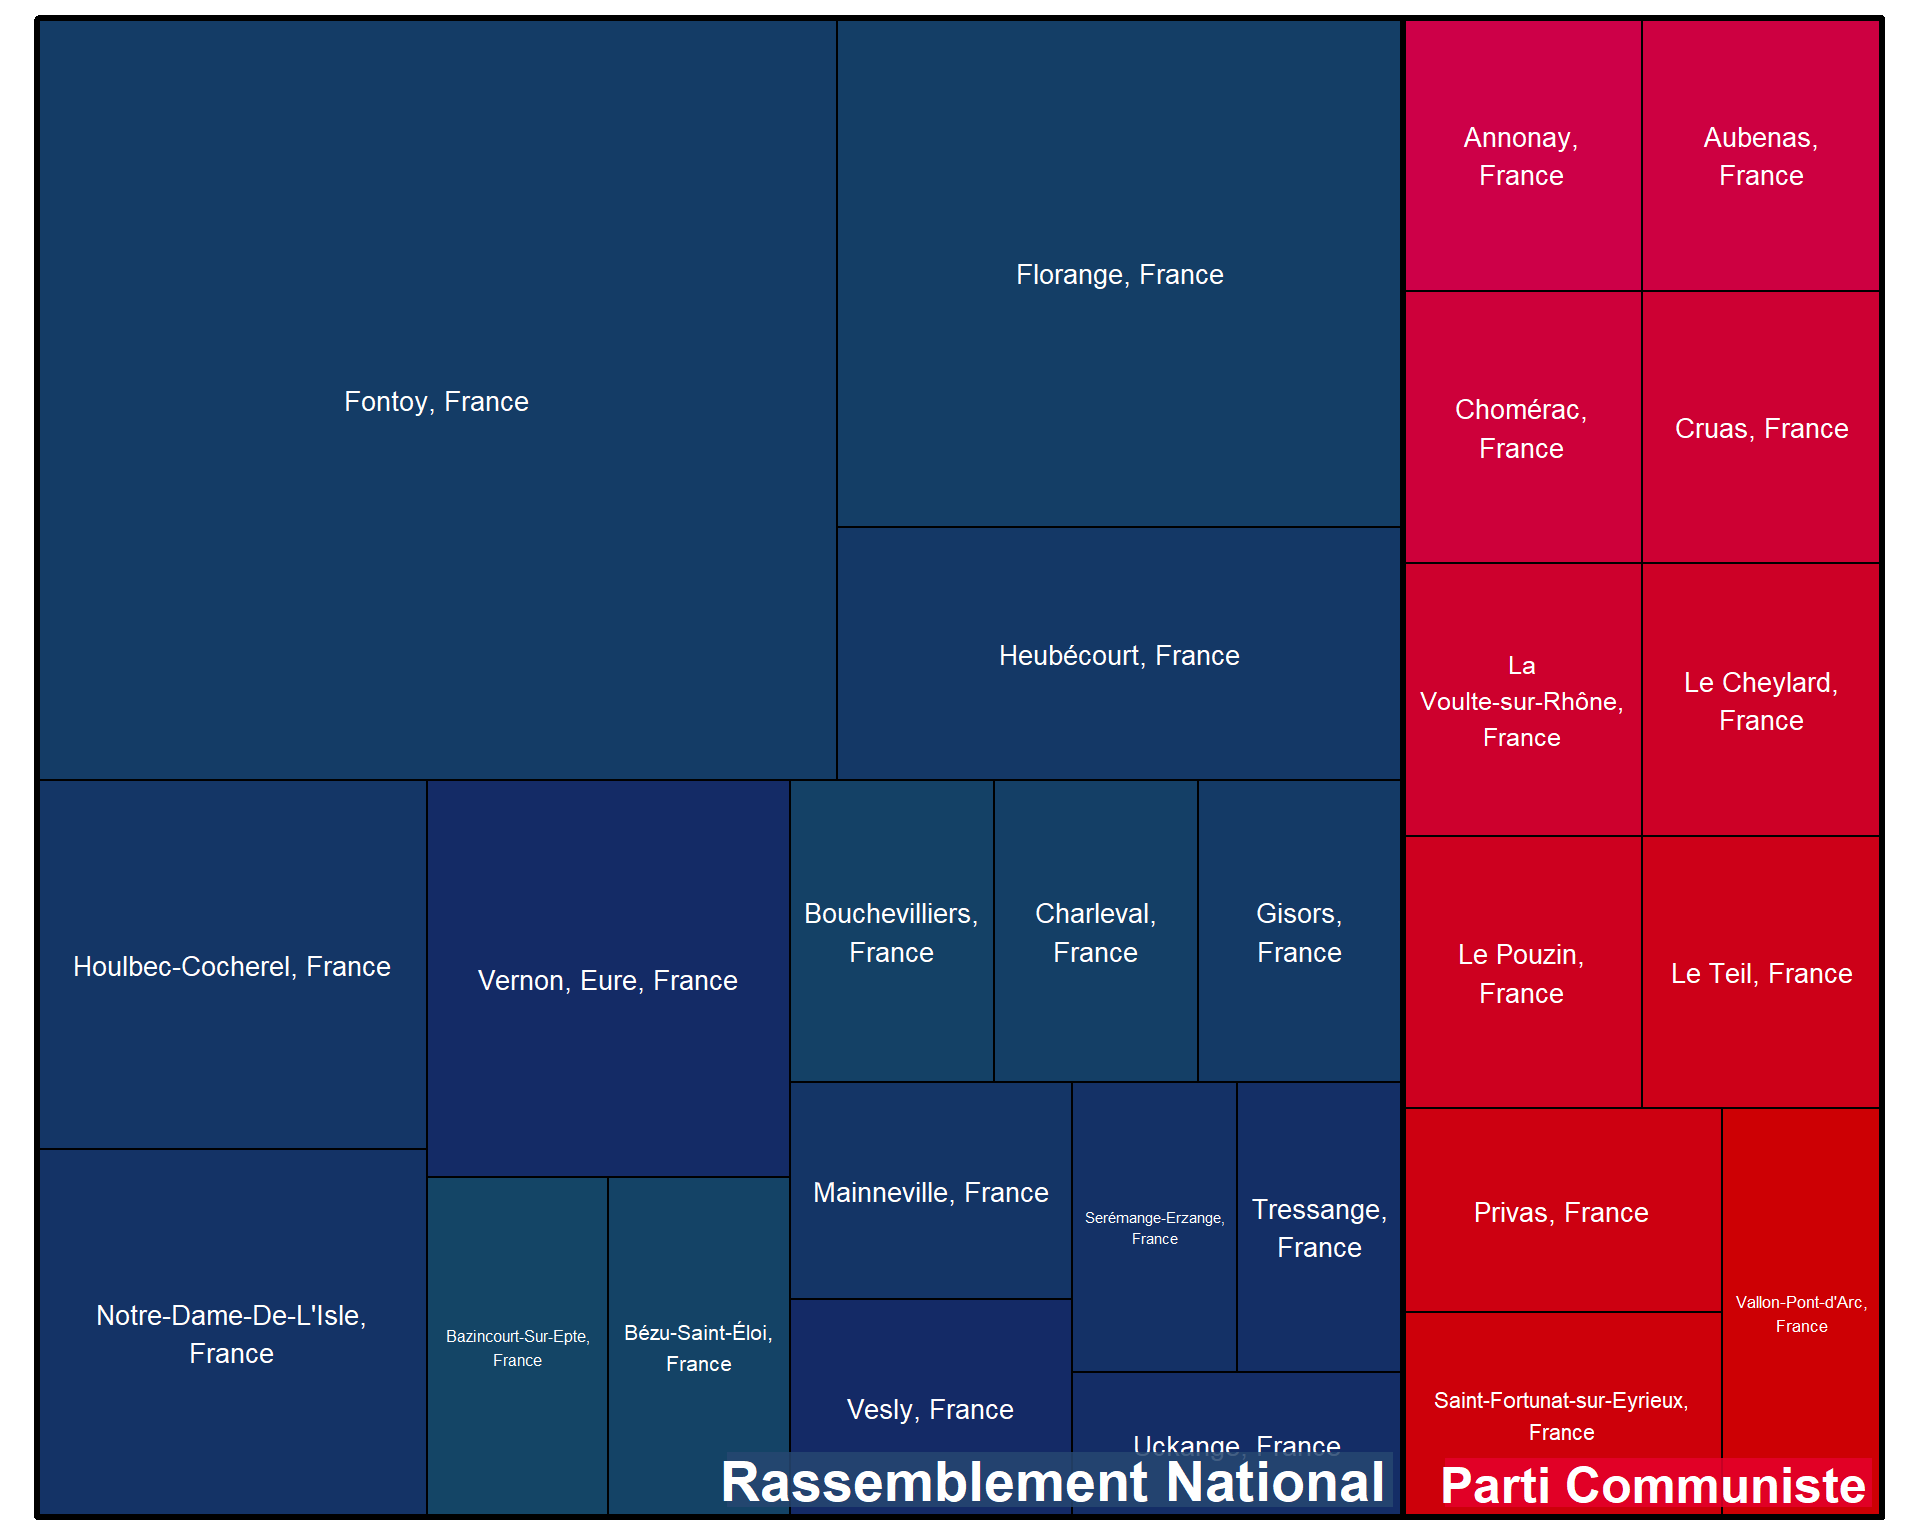 Fontoy, France
Florange, France
Heubécourt, France
Houlbec-Cocherel, France
Vernon, Eure, France
Bouchevilliers,
France
Charleval,
France
Gisors,
France
Notre-Dame-De-L'Isle,
France
Bazincourt-Sur-Epte,
France
Bézu-Saint-Éloi,
France
Mainneville, France
Serémange-Erzange,
France
Tressange,
France
Vesly, France
Uckange, France
Rassemblement National
Annonay,
France
Aubenas,
France
Chomérac,
France
Cruas, France
La
Voulte-sur-Rhône,
France
Le Cheylard,
France
Le Pouzin,
France
Le Teil, France
Privas, France
Vallon-Pont-d'Arc,
France
Saint-Fortunat-sur-Eyrieux,
France
Parti Communiste